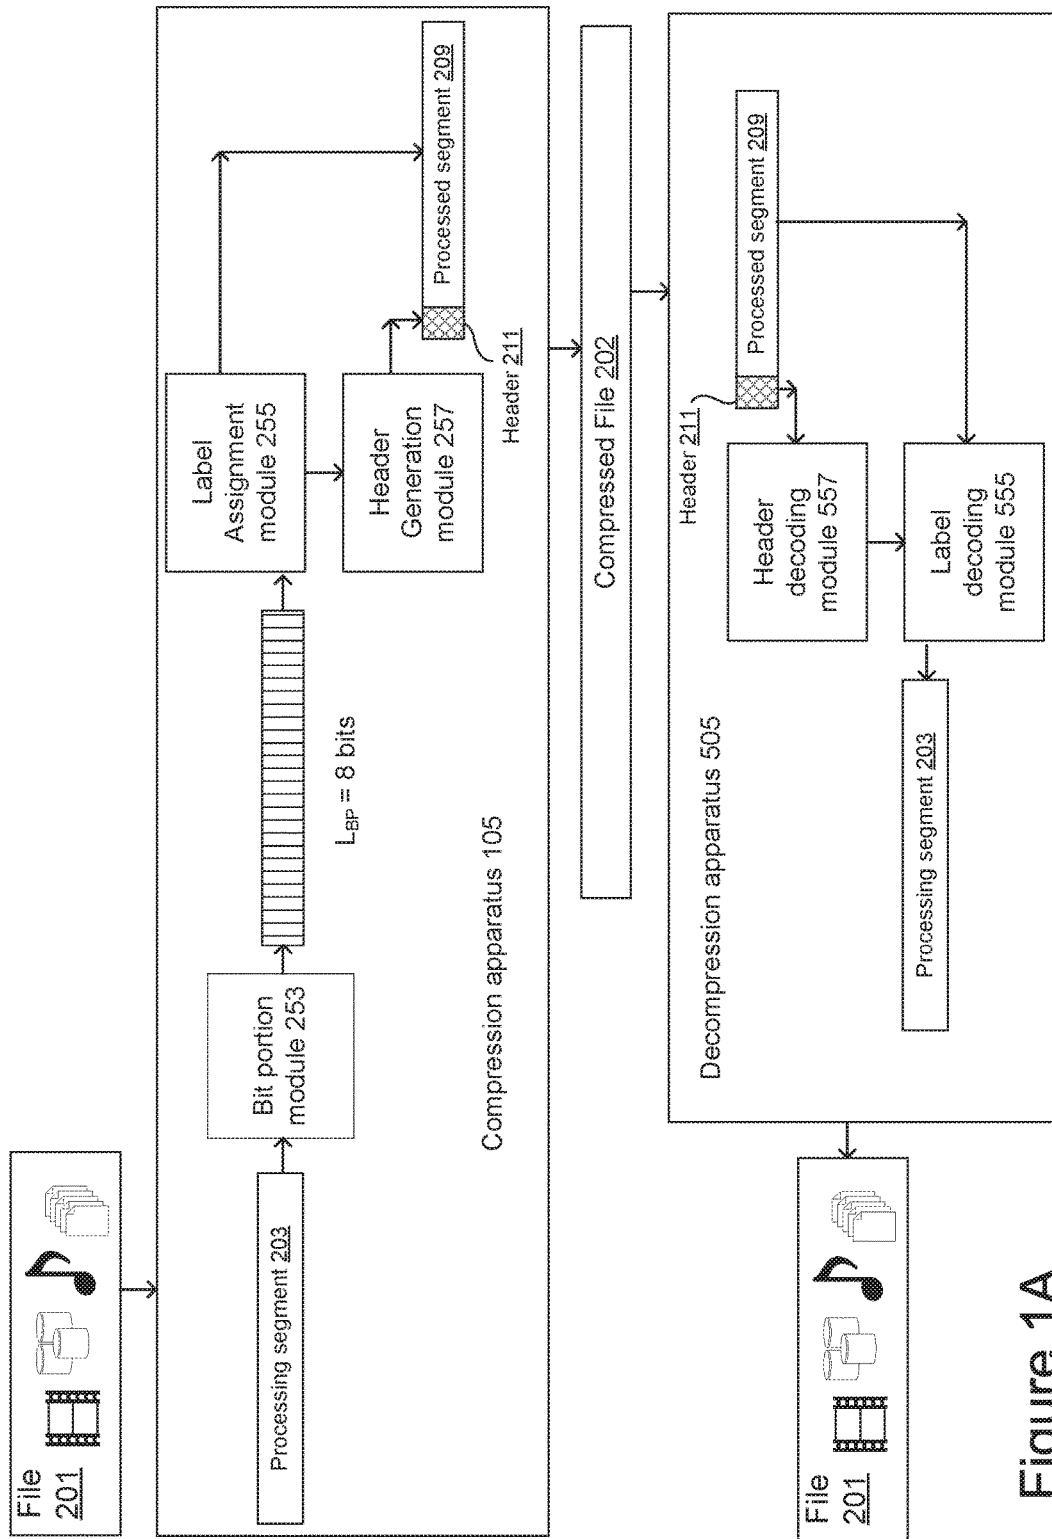 File
201
Processing segment 203
Bit portion
module 253
L_BP = 8 bits
Label
Assignment
module 255
Header
Generation
module 257
Processed segment 209
Header 211
Compression apparatus 105
Compressed File 202
Decompression apparatus 505
Processed segment 209
Header 211
Header
decoding
module 557
Label
decoding
module 555
Processing segment 203
File
201
Figure 1A